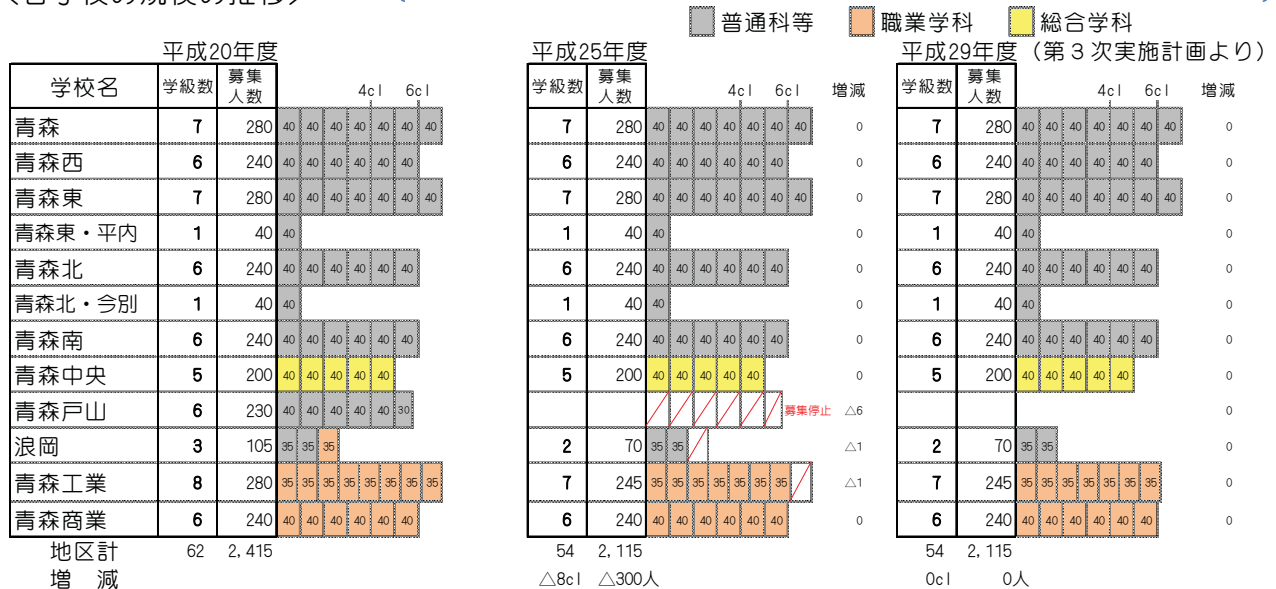 （各学校の規模の推移）
普通科等 職業学科 総合学科
平成20年度 平成25年度 平成29年度（第３次実施計画より）
学校名 学級数 募集人数 4cl 6cl 学級数 募集人数 4cl 6cl 増減 学級数 募集人数 4cl 6cl 増減
青森 7 280 40 40 40 40 40 40 40 7 280 40 40 40 40 40 40 40 0 7 280 40 40 40 40 40 40 40 0
青森西 6 240 40 40 40 40 40 40 6 240 40 40 40 40 40 40 0 6 240 40 40 40 40 40 40 0
青森東 7 280 40 40 40 40 40 40 40 7 280 40 40 40 40 40 40 40 0 7 280 40 40 40 40 40 40 40 0
青森東・平内 1 40 40 1 40 40 0 1 40 40 0
青森北 6 240 40 40 40 40 40 40 6 240 40 40 40 40 40 40 0 6 240 40 40 40 40 40 40 0
青森北・今別 1 40 40 1 40 40 0 1 40 40 0
青森南 6 240 40 40 40 40 40 40 6 240 40 40 40 40 40 40 0 6 240 40 40 40 40 40 40 0
青森中央 5 200 40 40 40 40 40 5 200 40 40 40 40 40 0 5 200 40 40 40 40 40 0
青森戸山 6 230 40 40 40 40 40 30 募集停止 △6 0
浪岡 3 105 35 35 35 2 70 35 35 △1 2 70 35 35 0
青森工業 8 280 35 35 35 35 35 35 35 35 7 245 35 35 35 35 35 35 35 △1 7 245 35 35 35 35 35 35 35 0
青森商業 6 240 40 40 40 40 40 40 6 240 40 40 40 40 40 40 0 6 240 40 40 40 40 40 40 0
地区計 62 2,415 54 2,115 54 2,115
増 減 △8cl △300人 0cl 0人